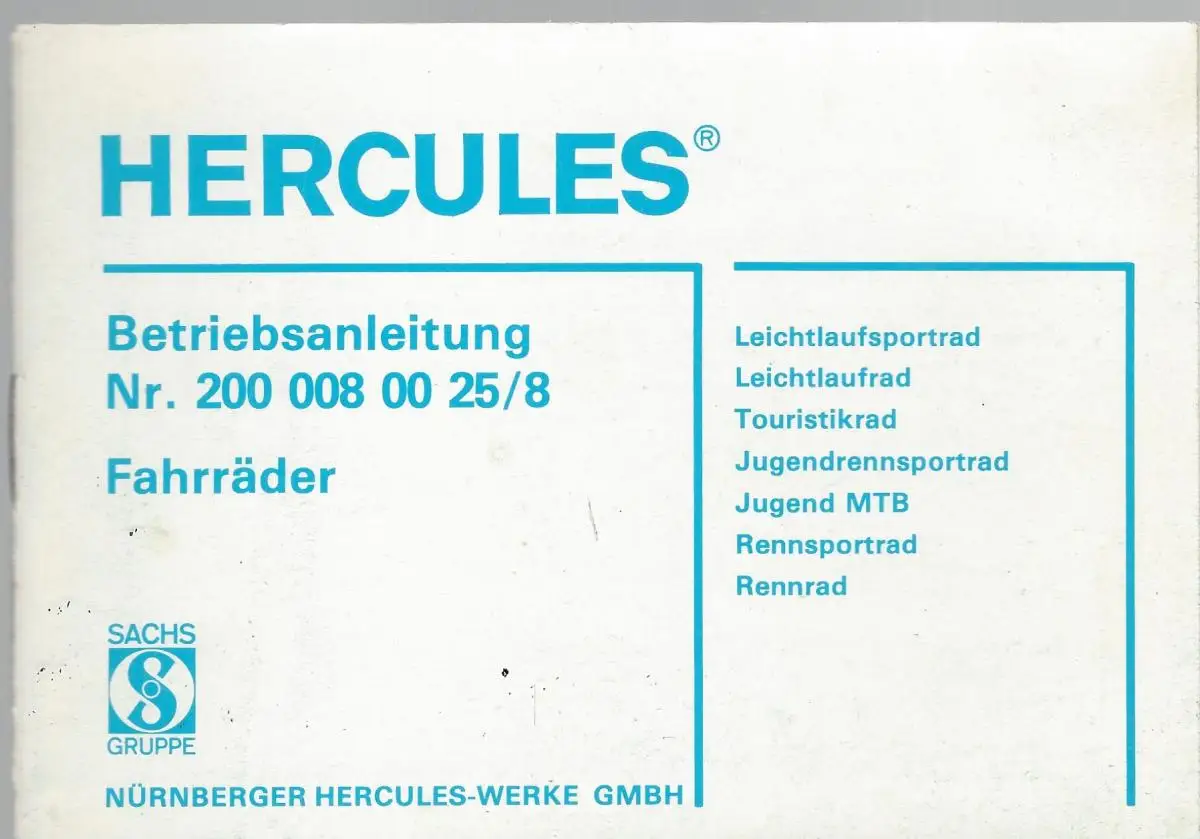 HERCULES®
Betriebsanleitung
Nr. 200 008 00 25/8
Fahrräder
SACHS
GRUPPE
NÜRNBERGER HERCULES-WERKE GMBH
Leichtlaufsportrad
Leichtlaufrad
Touristikrad
Jugendrennsportrad
Jugend MTB
Rennsportrad
Rennrad